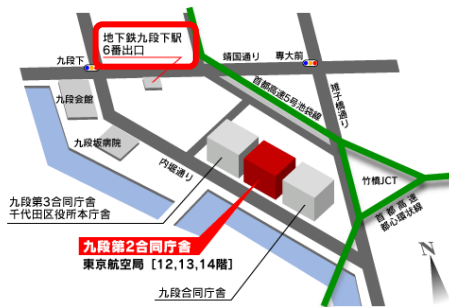 地下鉄九段下駅
6番出口
九段下
靖国通り
専大前
九段会館
首都高速5号池袋線
雉子橋通り
九段坂病院
内堀通り
竹橋JCT
首都高速
都心環状線
九段第3合同庁舎
千代田区役所本庁舎
九段第2合同庁舎
東京航空局［12,13,14階］
九段合同庁舎
N